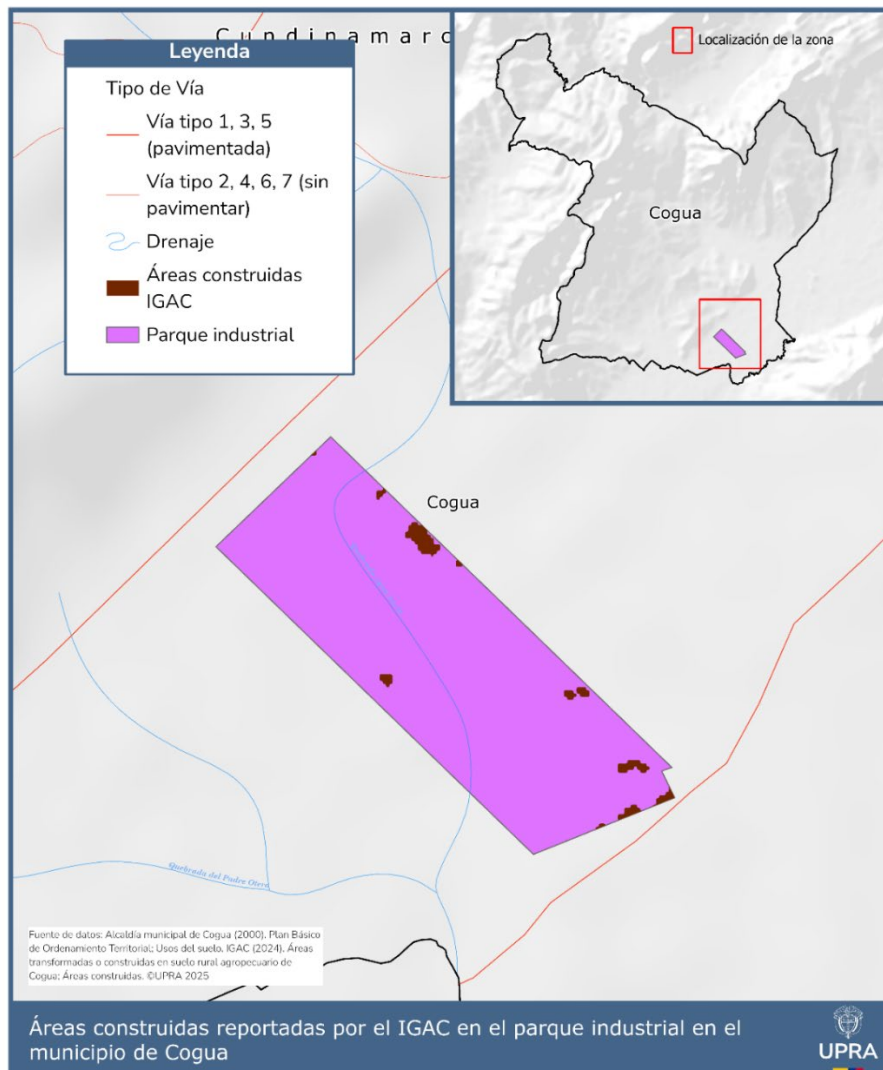 Cundinamarc
Leyenda
Tipo de Vía
Vía tipo 1, 3, 5
(pavimentada)
Vía tipo 2, 4, 6, 7 (sin
pavimentar)
Drenaje
Áreas construidas
IGAC
Parque industrial
Localización de la zona
Cogua
Cogua
Quebrada del Padre Otero
Fuente de datos: Alcaldía municipal de Cogua (2000). Plan Básico
de Ordenamiento Territorial; Usos del suelo. IGAC (2024). Áreas
transformadas o construidas en suelo rural agropecuario de
Cogua; Áreas construidas. ©UPRA 2025
Áreas construidas reportadas por el IGAC en el parque industrial en el
municipio de Cogua
UPRA